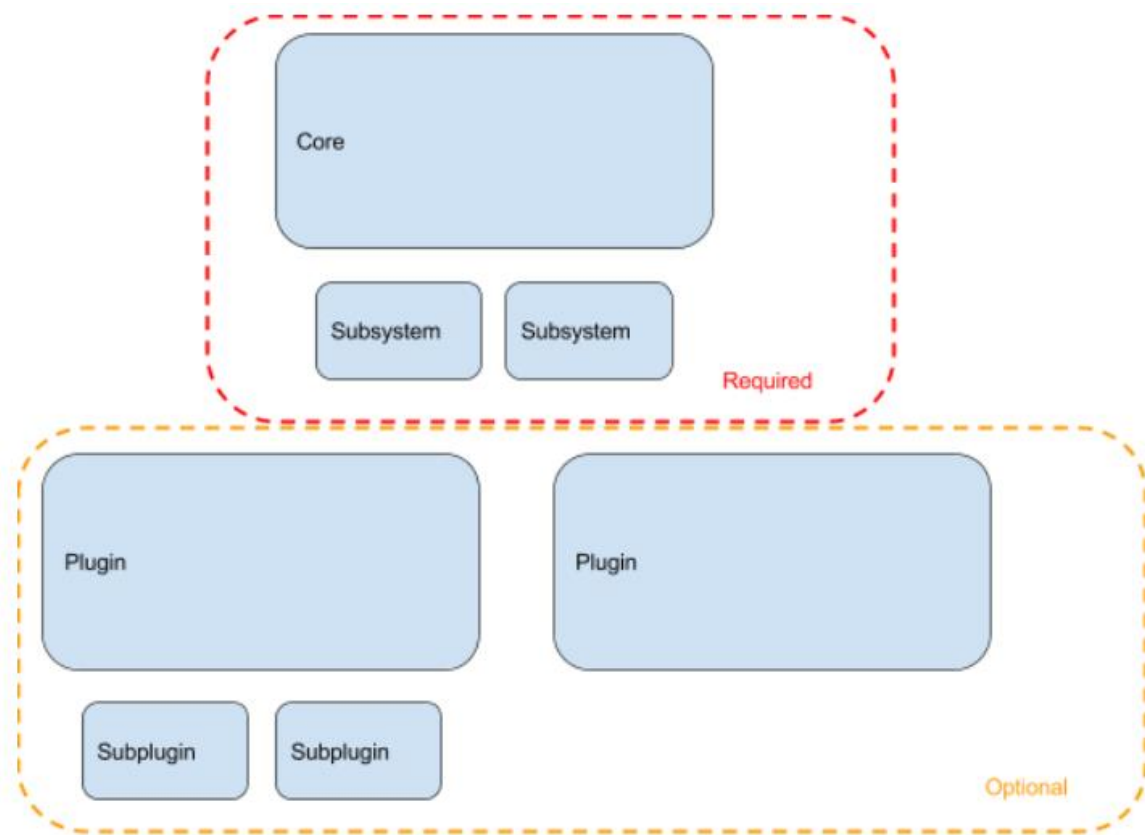 Core
Subsystem
Subsystem
Required
Plugin
Plugin
Subplugin
Subplugin
Optional